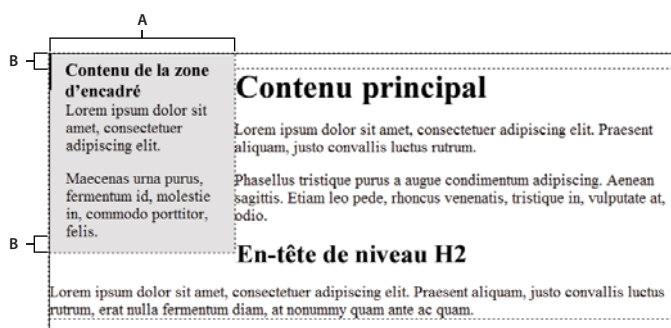 A
B
Contenu de la zone
d'encadré
Lorem ipsum dolor sit
amet, consectetuer
adipiscing elit.
Maecenas urna purus,
fermentum id, molestie
in, commodo porttitor,
felis.
B
Contenu principal
Lorem ipsum dolor sit amet, consectetuer adipiscing elit. Praesent
aliquam, justo convallis luctus rutrum.
Phasellus tristique purus a augue condimentum adipiscing. Aenean
sagittis. Etiam leo pede, rhoncus venenatis, tristique in, vulputate at,
odio.
En-tête de niveau H2
Lorem ipsum dolor sit amet, consectetuer adipiscing elit. Praesent aliquam, justo convallis luctus
rutrum, erat nulla fermentum diam, at nonummy quam ante ac quam.